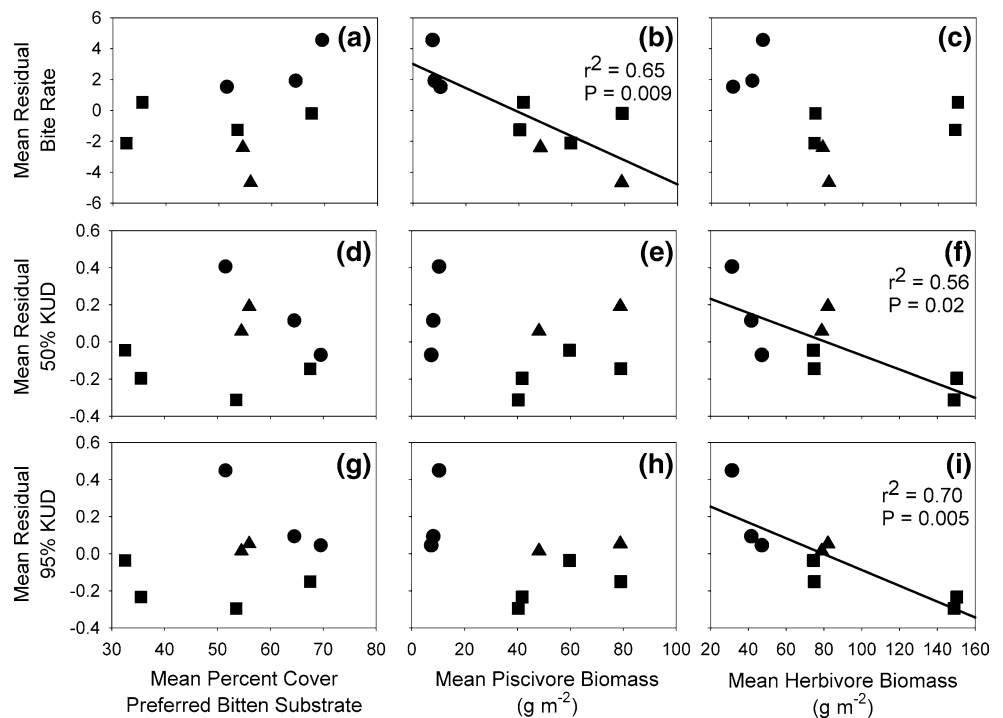 (a) (b) (c)
r² = 0.65
P = 0.009
Mean Residual
Bite Rate
6
4
2
0
-2
-4
-6
(d) (e) (f)
r² = 0.56
P = 0.02
Mean Residual
50% KUD
0.6
0.4
0.2
0.0
-0.2
-0.4
(g) (h) (i)
r² = 0.70
P = 0.005
Mean Residual
95% KUD
0.6
0.4
0.2
0.0
-0.2
-0.4
30 40 50 60 70 80
0 20 40 60 80 100
20 40 60 80 100 120 140 160
Mean Percent Cover
Preferred Bitten Substrate
Mean Piscivore Biomass
(g m⁻²)
Mean Herbivore Biomass
(g m⁻²)